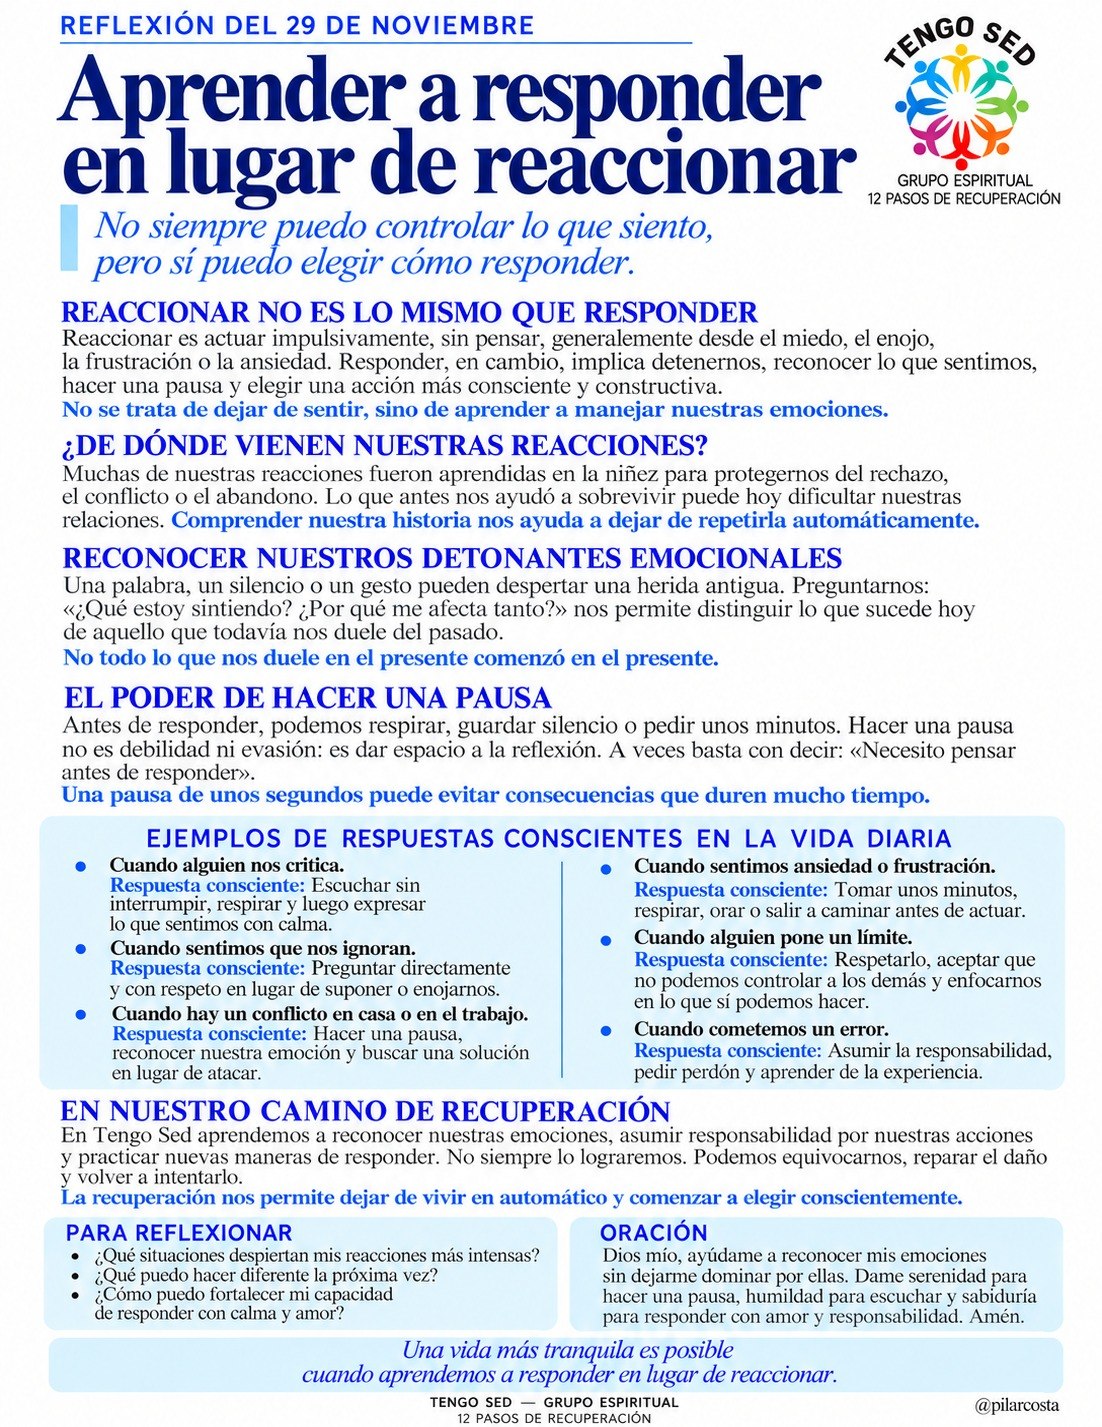 REFLEXIÓN DEL 29 DE NOVIEMBRE
TENGO SED
Aprender a responder
en lugar de reaccionar
GRUPO ESPIRITUAL
12 PASOS DE RECUPERACIÓN
No siempre puedo controlar lo que siento,
pero sí puedo elegir cómo responder.
REACCIONAR NO ES LO MISMO QUE RESPONDER
Reaccionar es actuar impulsivamente, sin pensar, generalmente desde el miedo, el enojo,
la frustración o la ansiedad. Responder, en cambio, implica detenernos, reconocer lo que sentimos,
hacer una pausa y elegir una acción más consciente y constructiva.
No se trata de dejar de sentir, sino de aprender a manejar nuestras emociones.
¿DE DÓNDE VIENEN NUESTRAS REACCIONES?
Muchas de nuestras reacciones fueron aprendidas en la niñez para protegernos del rechazo,
el conflicto o el abandono. Lo que antes nos ayudó a sobrevivir puede hoy dificultar nuestras
relaciones. Comprender nuestra historia nos ayuda a dejar de repetirla automáticamente.
RECONOCER NUESTROS DETONANTES EMOCIONALES
Una palabra, un silencio o un gesto pueden despertar una herida antigua. Preguntarnos:
«¿Qué estoy sintiendo? ¿Por qué me afecta tanto?» nos permite distinguir lo que sucede hoy
de aquello que todavía nos duele del pasado.
No todo lo que nos duele en el presente comenzó en el presente.
EL PODER DE HACER UNA PAUSA
Antes de responder, podemos respirar, guardar silencio o pedir unos minutos. Hacer una pausa
no es debilidad ni evasión: es dar espacio a la reflexión. A veces basta con decir: «Necesito pensar
antes de responder».
Una pausa de unos segundos puede evitar consecuencias que duren mucho tiempo.
EJEMPLOS DE RESPUESTAS CONSCIENTES EN LA VIDA DIARIA
● Cuando alguien nos critica.
Respuesta consciente: Escuchar sin
interrumpir, respirar y luego expresar
lo que sentimos con calma.
● Cuando sentimos que nos ignoran.
Respuesta consciente: Preguntar directamente
y con respeto en lugar de suponer o enojarnos.
● Cuando hay un conflicto en casa o en el trabajo.
Respuesta consciente: Hacer una pausa,
reconocer nuestra emoción y buscar una solución
en lugar de atacar.
● Cuando sentimos ansiedad o frustración.
Respuesta consciente: Tomar unos minutos,
respirar, orar o salir a caminar antes de actuar.
● Cuando alguien pone un límite.
Respuesta consciente: Respetarlo, aceptar que
no podemos controlar a los demás y enfocarnos
en lo que sí podemos hacer.
● Cuando cometemos un error.
Respuesta consciente: Asumir la responsabilidad,
pedir perdón y aprender de la experiencia.
EN NUESTRO CAMINO DE RECUPERACIÓN
En Tengo Sed aprendemos a reconocer nuestras emociones, asumir responsabilidad por nuestras acciones
y practicar nuevas maneras de responder. No siempre lo lograremos. Podemos equivocarnos, reparar el daño
y volver a intentarlo.
La recuperación nos permite dejar de vivir en automático y comenzar a elegir conscientemente.
PARA REFLEXIONAR
• ¿Qué situaciones despiertan mis reacciones más intensas?
• ¿Qué puedo hacer diferente la próxima vez?
• ¿Cómo puedo fortalecer mi capacidad
de responder con calma y amor?
ORACIÓN
Dios mío, ayúdame a reconocer mis emociones
sin dejarme dominar por ellas. Dame serenidad para
hacer una pausa, humildad para escuchar y sabiduría
para responder con amor y responsabilidad. Amén.
Una vida más tranquila es posible
cuando aprendemos a responder en lugar de reaccionar.
TENGO SED — GRUPO ESPIRITUAL
12 PASOS DE RECUPERACIÓN
@pilarcosta